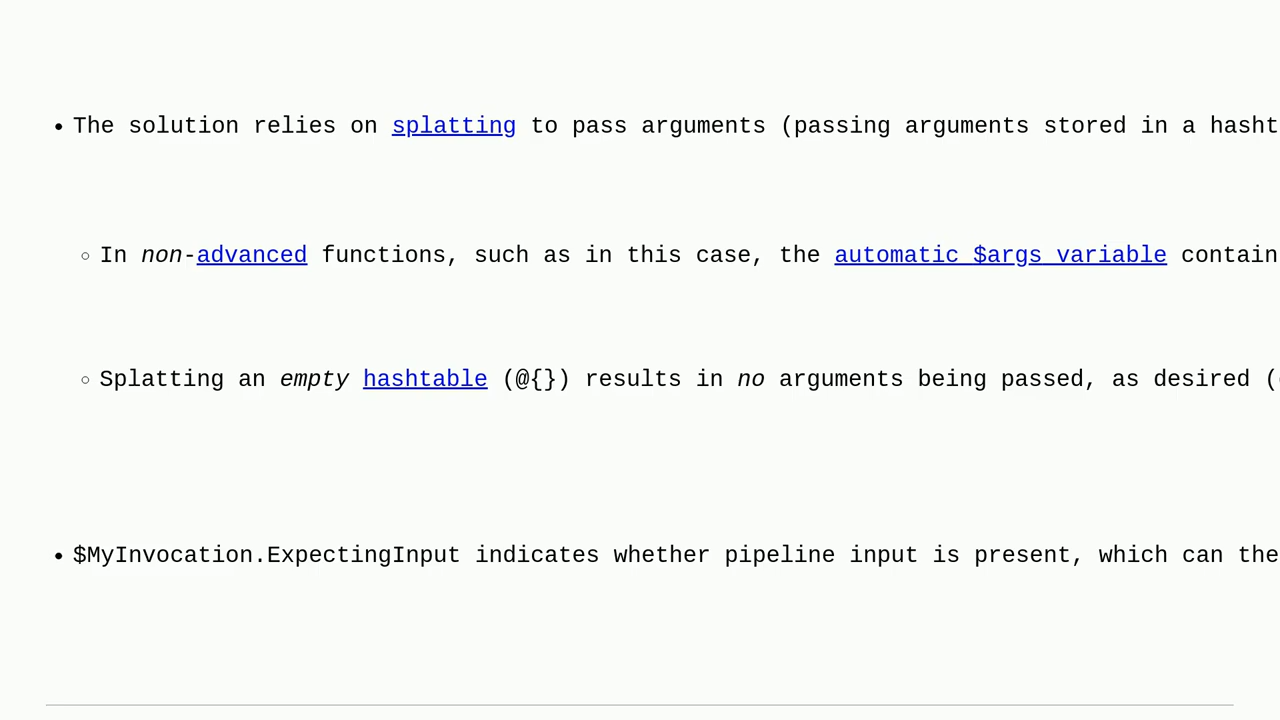 • The solution relies on splatting to pass arguments (passing arguments stored in a hasht
◦ In non-advanced functions, such as in this case, the automatic $args variable contain
◦ Splatting an empty hashtable (@{}) results in no arguments being passed, as desired (
• $MyInvocation.ExpectingInput indicates whether pipeline input is present, which can the